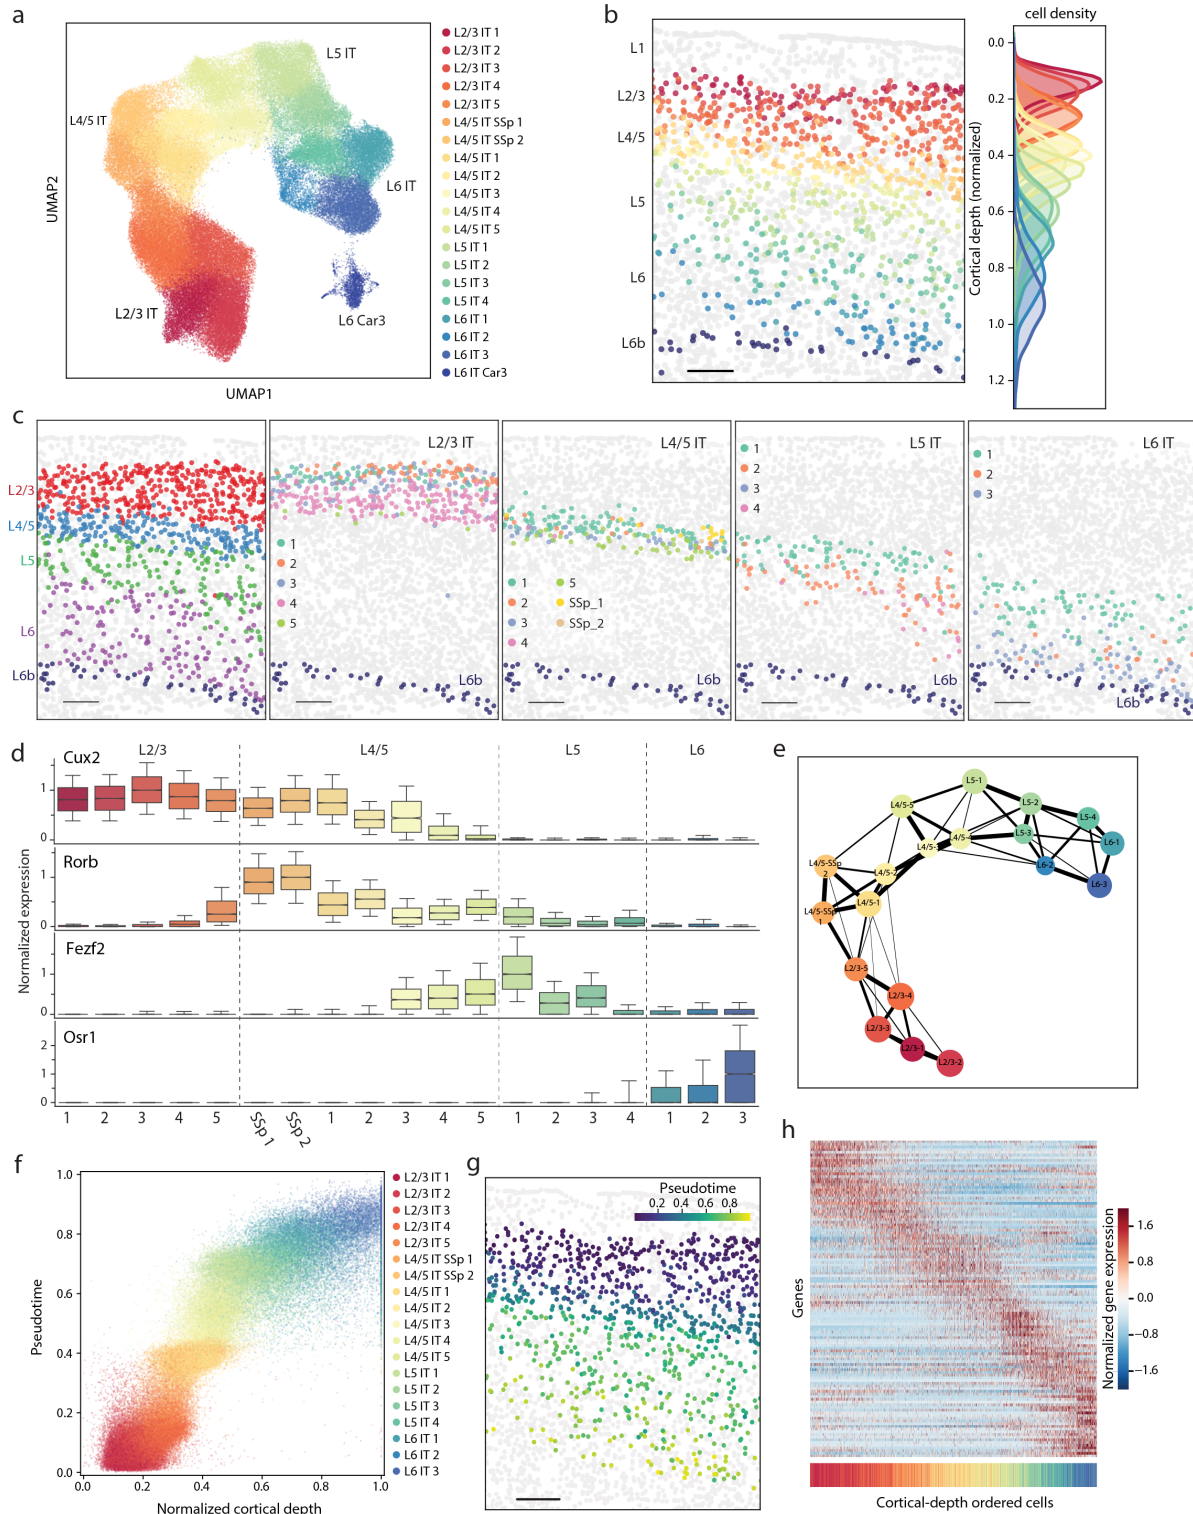 a
L5 IT
L4/5 IT
L6 IT
L2/3 IT
L6 Car3
UMAP2
UMAP1
L2/3 IT 1
L2/3 IT 2
L2/3 IT 3
L2/3 IT 4
L2/3 IT 5
L4/5 IT SSp 1
L4/5 IT SSp 2
L4/5 IT 1
L4/5 IT 2
L4/5 IT 3
L4/5 IT 4
L4/5 IT 5
L5 IT 1
L5 IT 2
L5 IT 3
L5 IT 4
L6 IT 1
L6 IT 2
L6 IT 3
L6 IT Car3
b
L1
L2/3
L4/5
L5
L6
L6b
cell density
Cortical depth (normalized)
0.0
0.2
0.4
0.6
0.8
1.0
1.2
c
L2/3
L4/5
L5
L6
L6b
L2/3 IT
1
2
3
4
5
L6b
L4/5 IT
1
2
3
4
5
SSp_1
SSp_2
L6b
L5 IT
1
2
3
4
L6b
L6 IT
1
2
3
L6b
d
L2/3 L4/5 L5 L6
Normalized expression
Cux2
1
0
Rorb
1
0
Fezf2
1
0
Osr1
2
1
0
1 2 3 4 5 SSp 1 SSp 2 1 2 3 4 5 1 2 3 4 1 2 3
e
L5-1
L5-2
L4/5-5
L5-4
L5-3
L4/5-4
L6-1
L4/5-3
L6-2
L4/5-SSp
2
L4/5-2
L6-3
L4/5-1
L4/5-SSp
1
L2/3-5
L2/3-4
L2/3-3
L2/3-1
L2/3-2
f
Pseudotime
1.0
0.8
0.6
0.4
0.2
0.0
0.0 0.2 0.4 0.6 0.8 1.0
Normalized cortical depth
L2/3 IT 1
L2/3 IT 2
L2/3 IT 3
L2/3 IT 4
L2/3 IT 5
L4/5 IT SSp 1
L4/5 IT SSp 2
L4/5 IT 1
L4/5 IT 2
L4/5 IT 3
L4/5 IT 4
L4/5 IT 5
L5 IT 1
L5 IT 2
L5 IT 3
L5 IT 4
L6 IT 1
L6 IT 2
L6 IT 3
g
Pseudotime
0.2 0.4 0.6 0.8
h
Genes
Cortical-depth ordered cells
Normalized gene expression
1.6
0.8
0.0
−0.8
−1.6